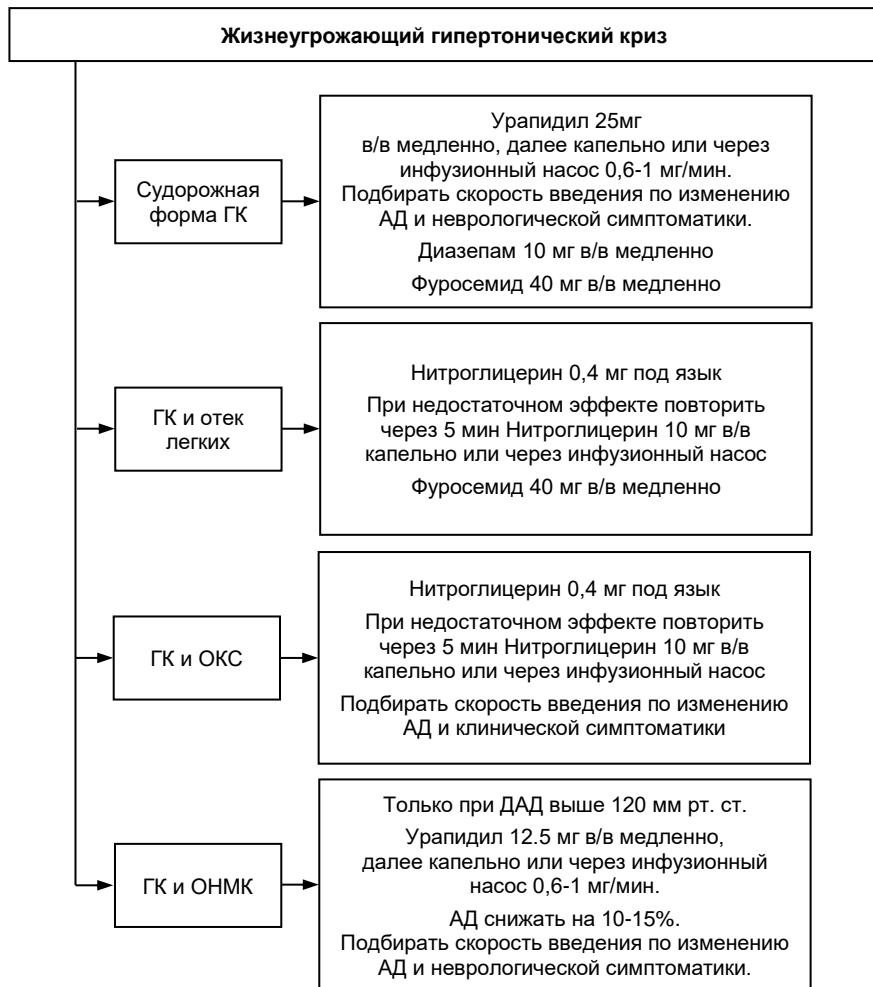 Жизнеугрожающий гипертонический криз
Судорожная
форма ГК
Урапидил 25мг
в/в медленно, далее капельно или через
инфузионный насос 0,6-1 мг/мин.
Подбирать скорость введения по изменению
АД и неврологической симптоматики.
Диазепам 10 мг в/в медленно
Фуросемид 40 мг в/в медленно
ГК и отек
легких
Нитроглицерин 0,4 мг под язык
При недостаточном эффекте повторить
через 5 мин Нитроглицерин 10 мг в/в
капельно или через инфузионный насос
Фуросемид 40 мг в/в медленно
ГК и ОКС
Нитроглицерин 0,4 мг под язык
При недостаточном эффекте повторить
через 5 мин Нитроглицерин 10 мг в/в
капельно или через инфузионный насос
Подбирать скорость введения по изменению
АД и клинической симптоматики
ГК и ОНМК
Только при ДАД выше 120 мм рт. ст.
Урапидил 12.5 мг в/в медленно,
далее капельно или через инфузионный
насос 0,6-1 мг/мин.
АД снижать на 10-15%.
Подбирать скорость введения по изменению
АД и неврологической симптоматики.